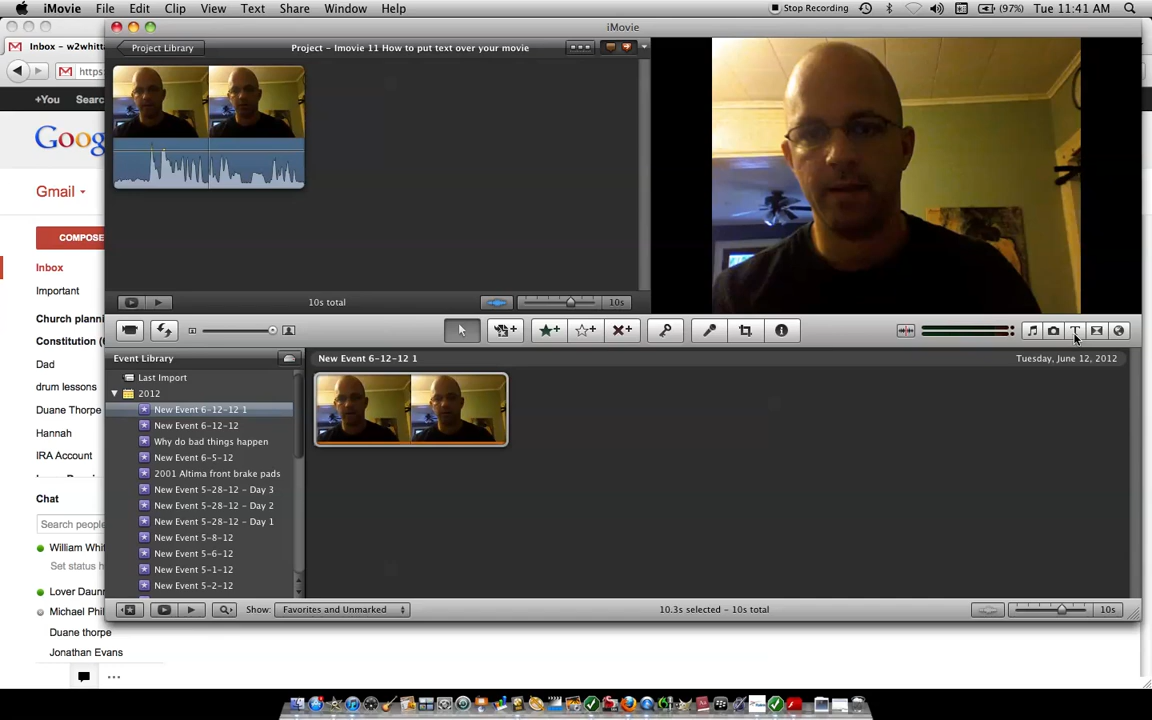 iMovie File Edit Clip View Text Share Window Help Stop Recording (97%) Tue 11:41 AM
iMovie
Inbox – w2whitt
https:
Project Library Project – Imovie 11 How to put text over your movie
+You Searc
Goog
Gmail
COMPOSE
Inbox
Important
Church planni
Constitution (
Dad
drum lessons
Duane Thorpe
Hannah
IRA Account
Chat
Search people
William Whi
Set status h
Lover Daun
Michael Phil
Duane thorpe
Jonathan Evans
10s total 10s
Event Library New Event 6-12-12 1 Tuesday, June 12, 2012
Last Import
2012
New Event 6-12-12 1
New Event 6-12-12
Why do bad things happen
New Event 6-5-12
2001 Altima front brake pads
New Event 5-28-12 – Day 3
New Event 5-28-12 – Day 2
New Event 5-28-12 – Day 1
New Event 5-8-12
New Event 5-6-12
New Event 5-1-12
New Event 5-2-12
Show: Favorites and Unmarked 10.3s selected – 10s total 10s